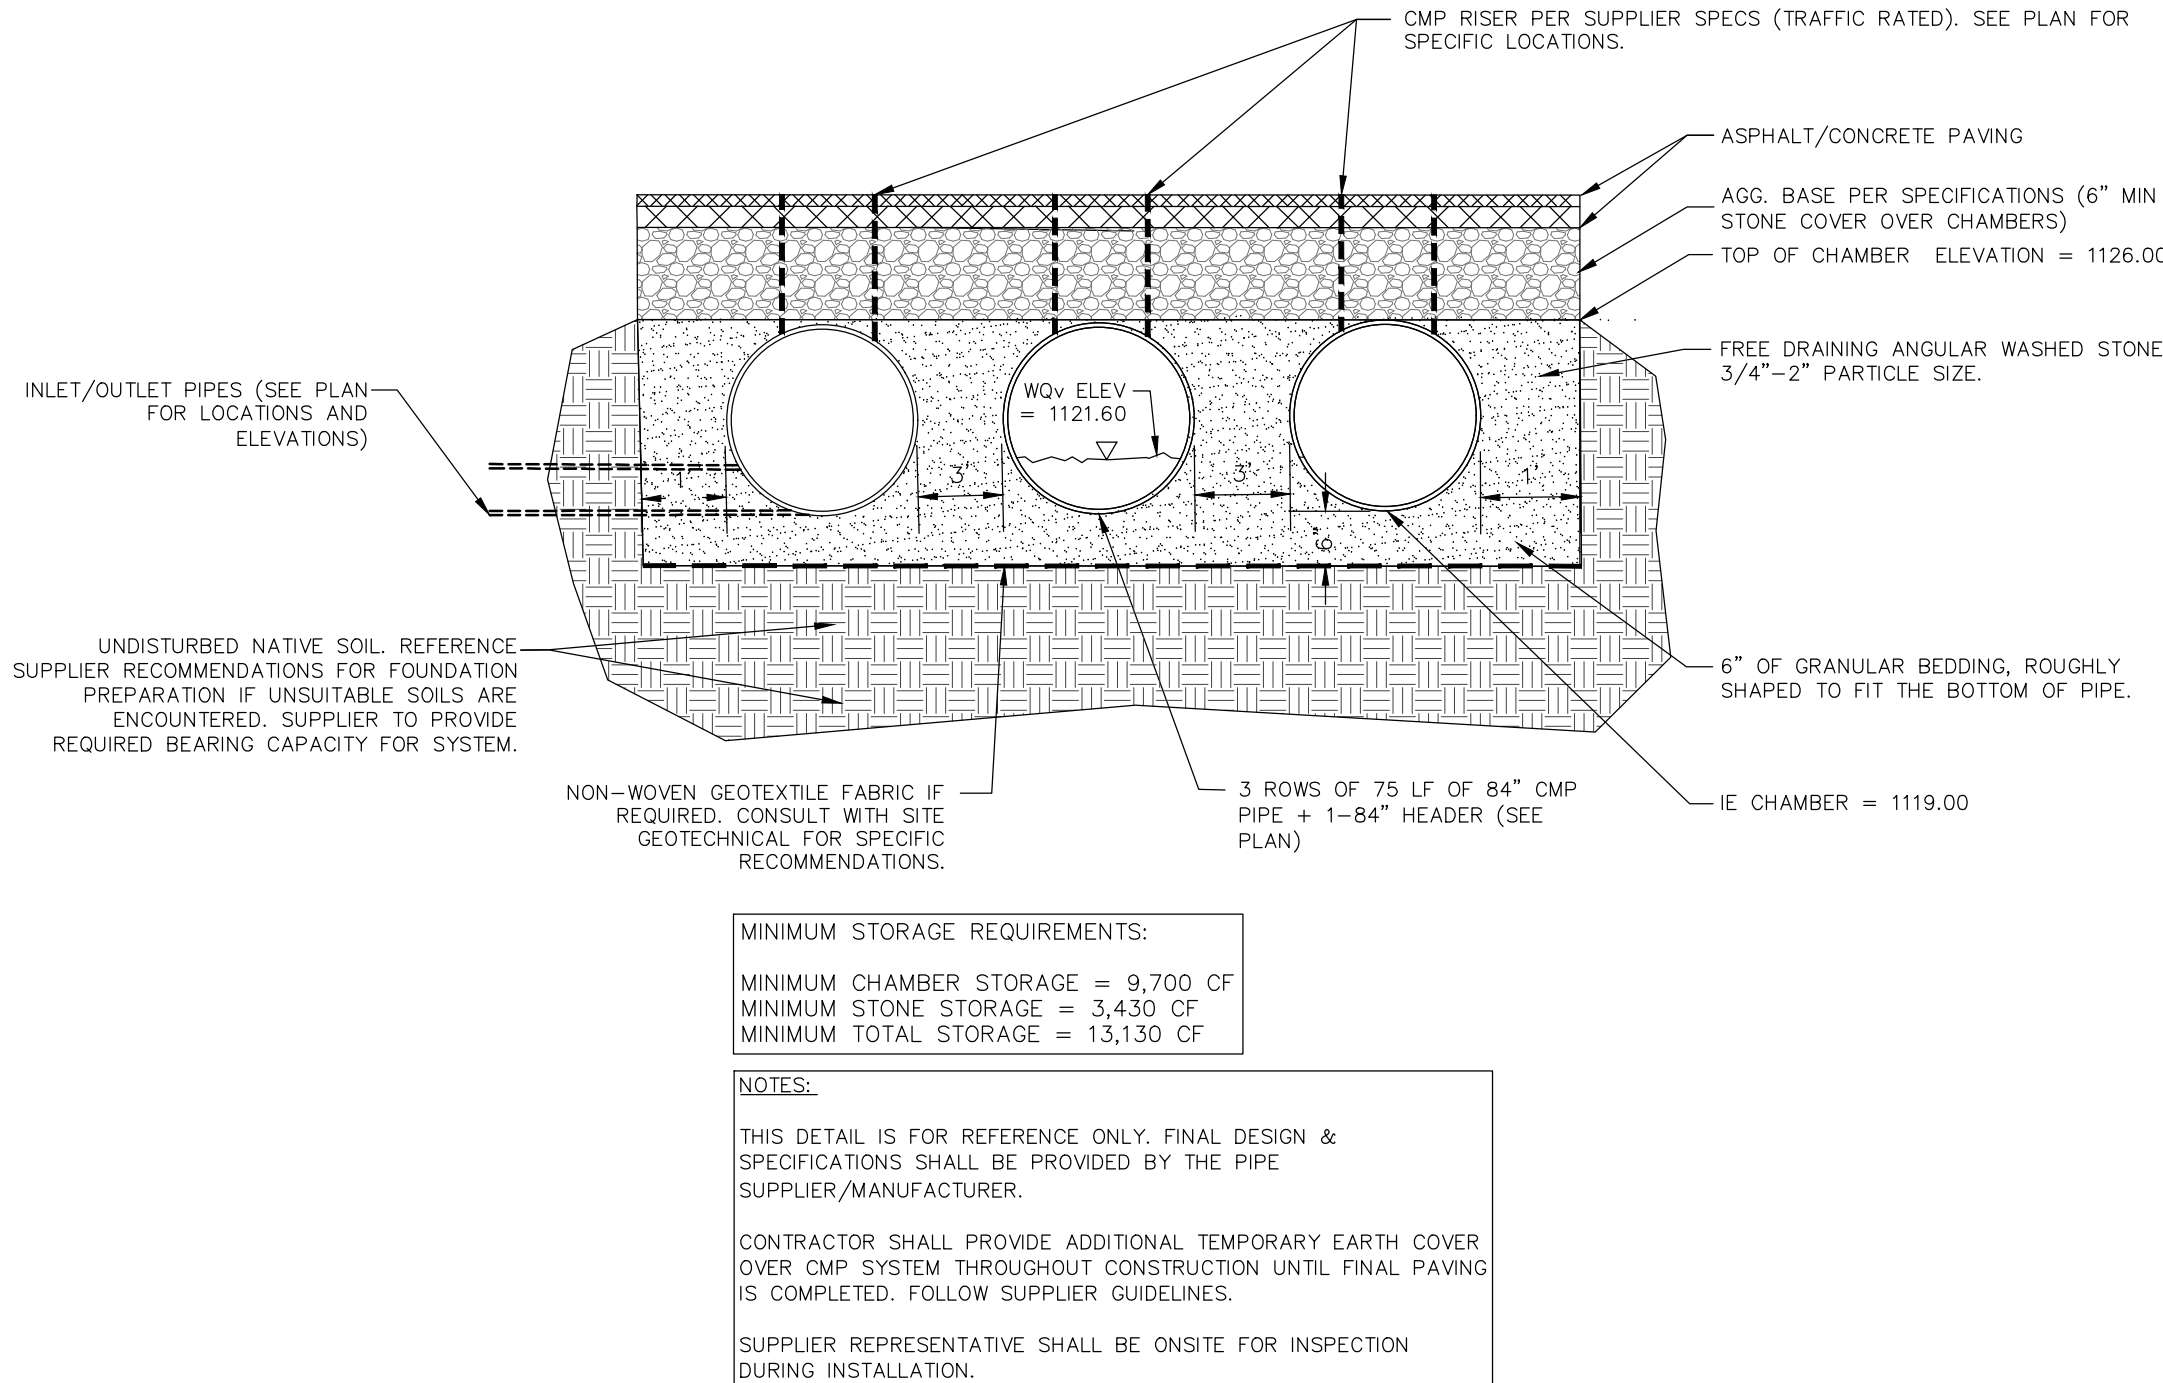 CMP RISER PER SUPPLIER SPECS (TRAFFIC RATED). SEE PLAN FOR
SPECIFIC LOCATIONS.
ASPHALT/CONCRETE PAVING
AGG. BASE PER SPECIFICATIONS (6" MIN
STONE COVER OVER CHAMBERS)
TOP OF CHAMBER ELEVATION = 1126.00
FREE DRAINING ANGULAR WASHED STONE
3/4"-2" PARTICLE SIZE.
INLET/OUTLET PIPES (SEE PLAN
FOR LOCATIONS AND
ELEVATIONS)
WQv ELEV
= 1121.60
1'
3'
3'
1'
6"
UNDISTURBED NATIVE SOIL. REFERENCE
SUPPLIER RECOMMENDATIONS FOR FOUNDATION
PREPARATION IF UNSUITABLE SOILS ARE
ENCOUNTERED. SUPPLIER TO PROVIDE
REQUIRED BEARING CAPACITY FOR SYSTEM.
6" OF GRANULAR BEDDING, ROUGHLY
SHAPED TO FIT THE BOTTOM OF PIPE.
NON-WOVEN GEOTEXTILE FABRIC IF
REQUIRED. CONSULT WITH SITE
GEOTECHNICAL FOR SPECIFIC
RECOMMENDATIONS.
3 ROWS OF 75 LF OF 84" CMP
PIPE + 1-84" HEADER (SEE
PLAN)
IE CHAMBER = 1119.00
MINIMUM STORAGE REQUIREMENTS:
MINIMUM CHAMBER STORAGE = 9,700 CF
MINIMUM STONE STORAGE = 3,430 CF
MINIMUM TOTAL STORAGE = 13,130 CF
NOTES:
THIS DETAIL IS FOR REFERENCE ONLY. FINAL DESIGN &
SPECIFICATIONS SHALL BE PROVIDED BY THE PIPE
SUPPLIER/MANUFACTURER.
CONTRACTOR SHALL PROVIDE ADDITIONAL TEMPORARY EARTH COVER
OVER CMP SYSTEM THROUGHOUT CONSTRUCTION UNTIL FINAL PAVING
IS COMPLETED. FOLLOW SUPPLIER GUIDELINES.
SUPPLIER REPRESENTATIVE SHALL BE ONSITE FOR INSPECTION
DURING INSTALLATION.